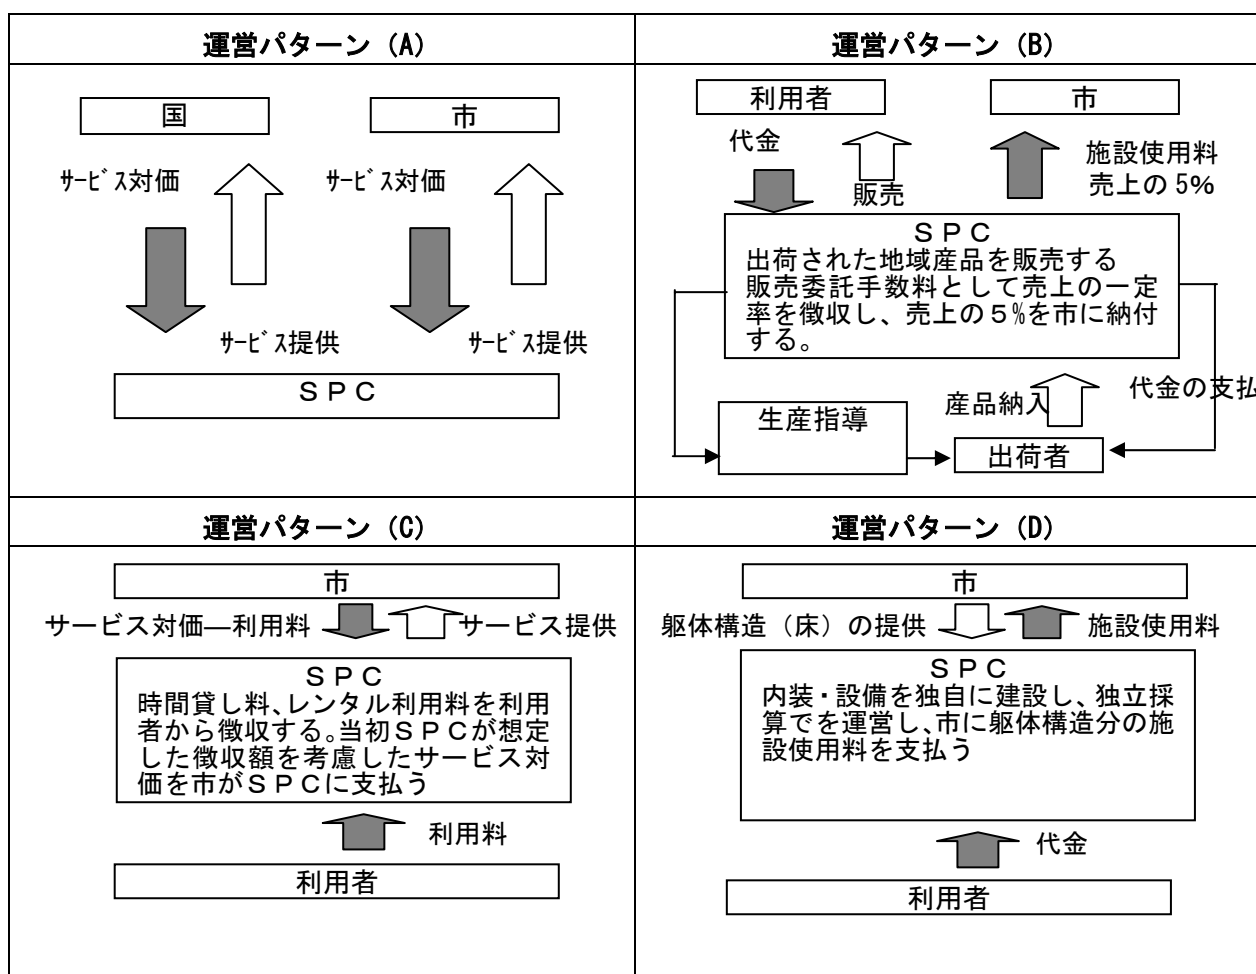 運営パターン (A)
国
市
ｻｰﾋﾞｽ対価
ｻｰﾋﾞｽ対価
ｻｰﾋﾞｽ提供
ｻｰﾋﾞｽ提供
ＳＰＣ
運営パターン (B)
利用者
市
代金
販売
施設使用料
売上の 5%
ＳＰＣ
出荷された地域産品を販売する
販売委託手数料として売上の一定
率を徴収し、売上の５%を市に納付
する。
産品納入
代金の支払
生産指導
出荷者
運営パターン (C)
市
サービス対価―利用料
サービス提供
ＳＰＣ
時間貸し料、レンタル利用料を利用
者から徴収する。当初ＳＰＣが想定
した徴収額を考慮したサービス対
価を市がＳＰＣに支払う
利用料
利用者
運営パターン (D)
市
躯体構造（床）の提供
施設使用料
ＳＰＣ
内装・設備を独自に建設し、独立採
算でを運営し、市に躯体構造分の施
設使用料を支払う
代金
利用者